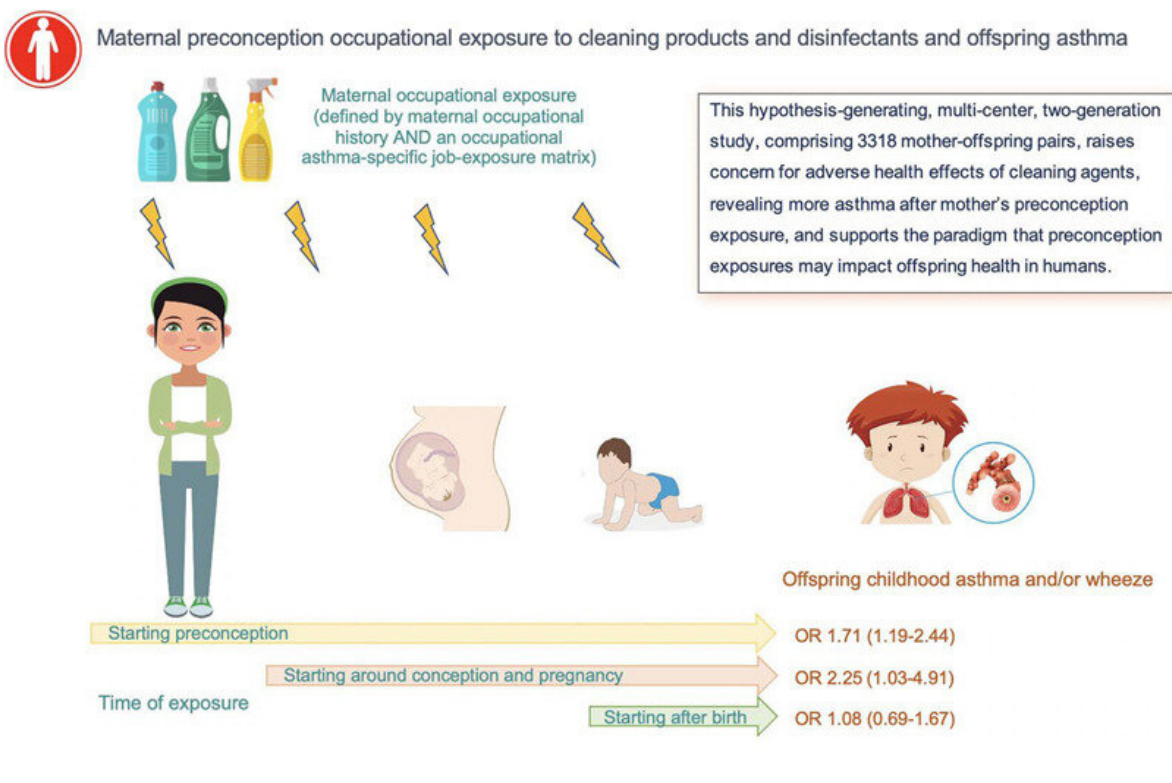 Maternal preconception occupational exposure to cleaning products and disinfectants and offspring asthma
Maternal occupational exposure
(defined by maternal occupational
history AND an occupational
asthma-specific job-exposure matrix)
This hypothesis-generating, multi-center, two-generation
study, comprising 3318 mother-offspring pairs, raises
concern for adverse health effects of cleaning agents,
revealing more asthma after mother's preconception
exposure, and supports the paradigm that preconception
exposures may impact offspring health in humans.
Offspring childhood asthma and/or wheeze
Starting preconception
OR 1.71 (1.19-2.44)
Starting around conception and pregnancy
OR 2.25 (1.03-4.91)
Time of exposure
Starting after birth
OR 1.08 (0.69-1.67)